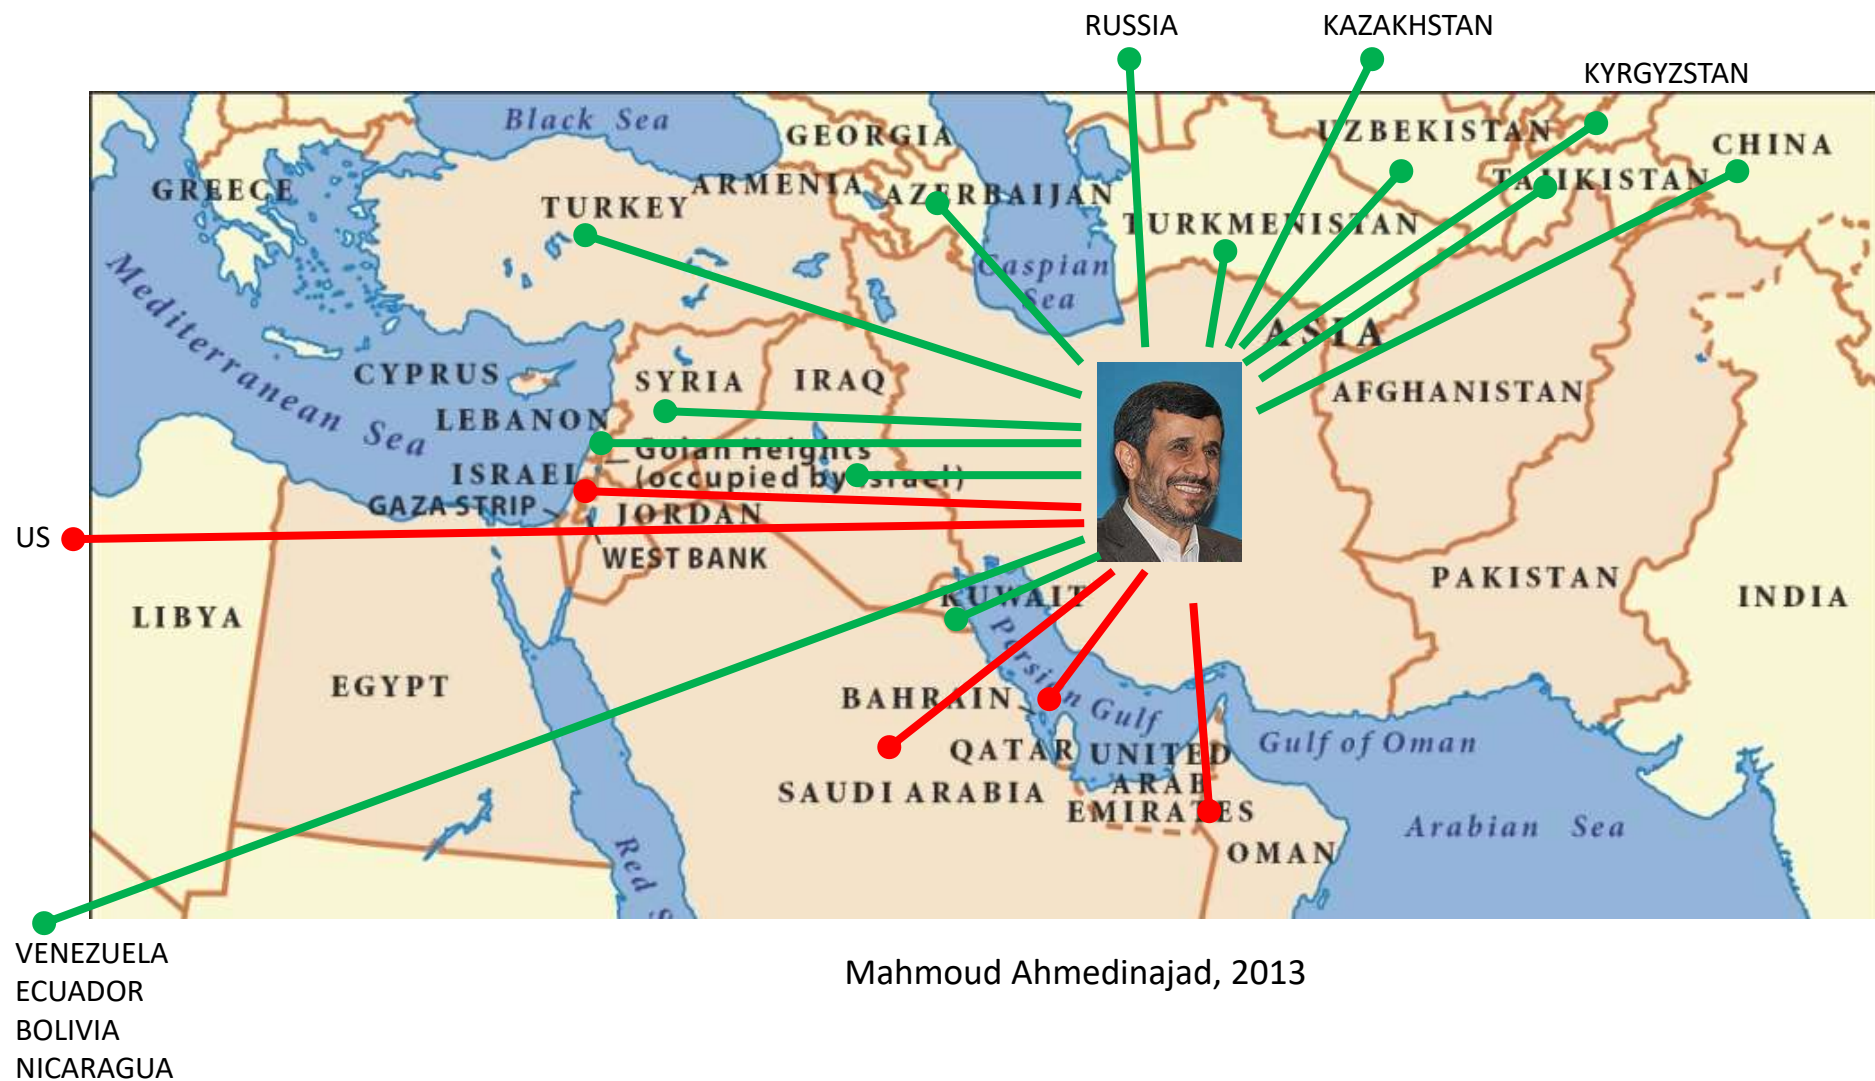 RUSSIA
KAZAKHSTAN
KYRGYZSTAN
Black Sea
GEORGIA
UZBEKISTAN
CHINA
GREECE
ARMENIA
AZERBAIJAN
TAJIKISTAN
TURKEY
TURKMENISTAN
Caspian
Sea
Mediterranean Sea
ASIA
CYPRUS
SYRIA
IRAQ
AFGHANISTAN
LEBANON
Golan Heights
(occupied by Israel)
ISRAEL
GAZA STRIP
JORDAN
US
WEST BANK
PAKISTAN
KUWAIT
INDIA
LIBYA
Persian Gulf
EGYPT
BAHRAIN
QATAR
UNITED
ARAB
EMIRATES
Gulf of Oman
SAUDI ARABIA
Arabian Sea
OMAN
Red S
VENEZUELA
ECUADOR
BOLIVIA
NICARAGUA
Mahmoud Ahmedinajad, 2013